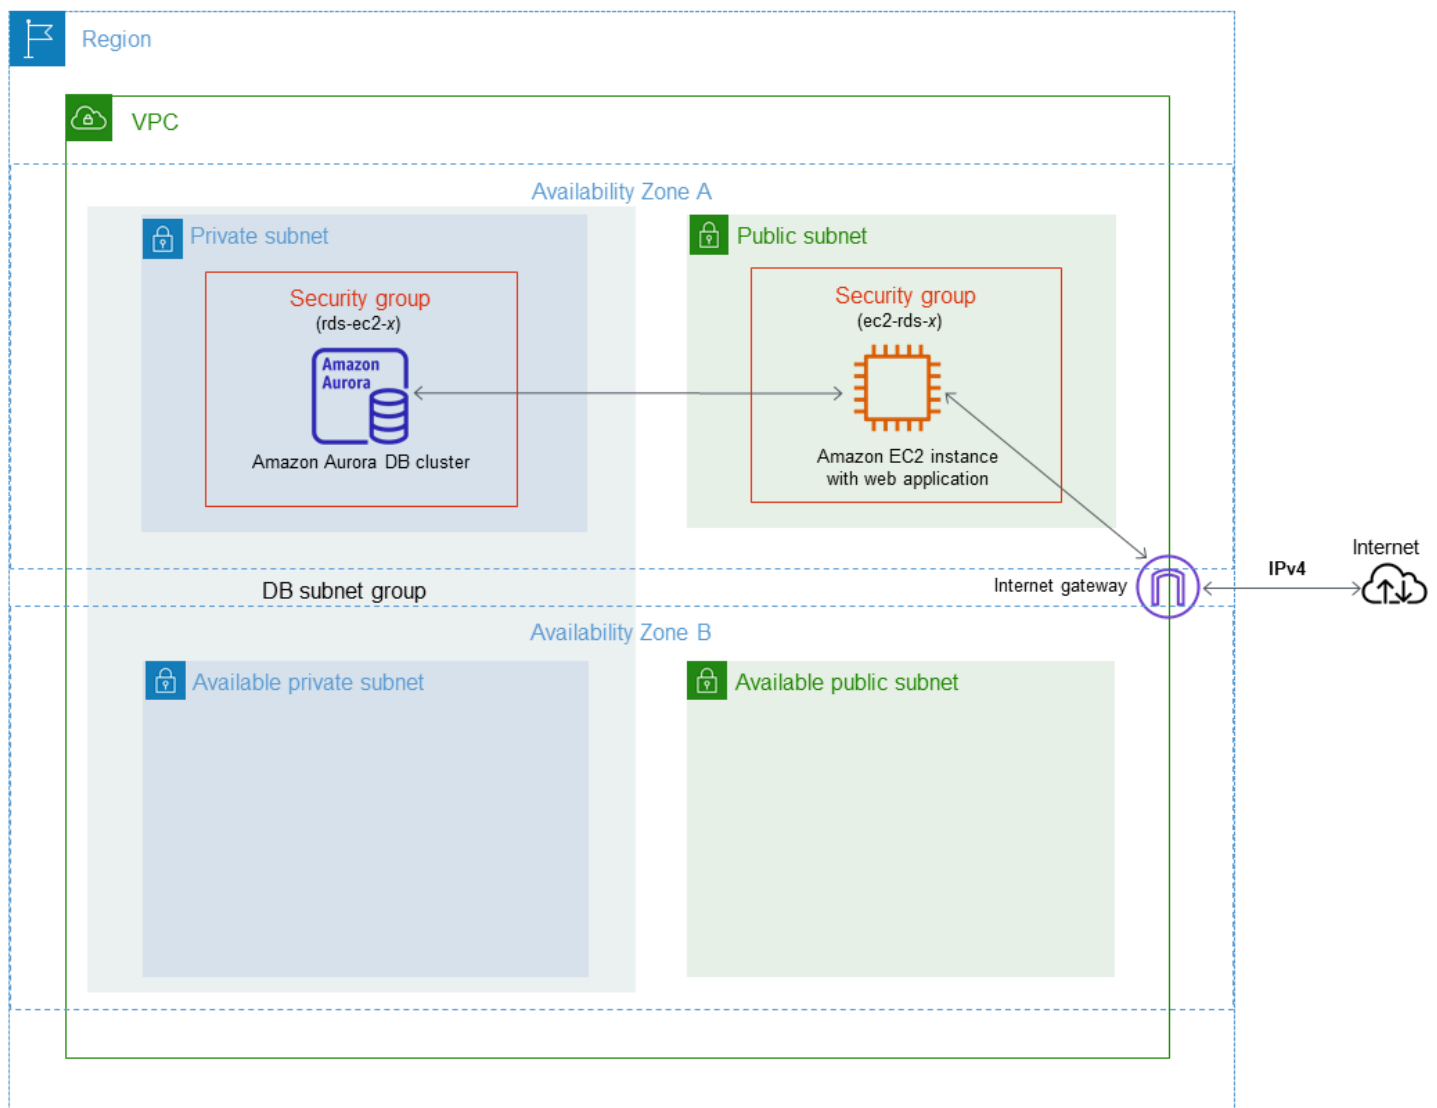 Region
VPC
Availability Zone A
Private subnet
Public subnet
Security group
(rds-ec2-x)
Security group
(ec2-rds-x)
Amazon
Aurora
Amazon Aurora DB cluster
Amazon EC2 instance
with web application
Internet
IPv4
Internet gateway
DB subnet group
Availability Zone B
Available private subnet
Available public subnet